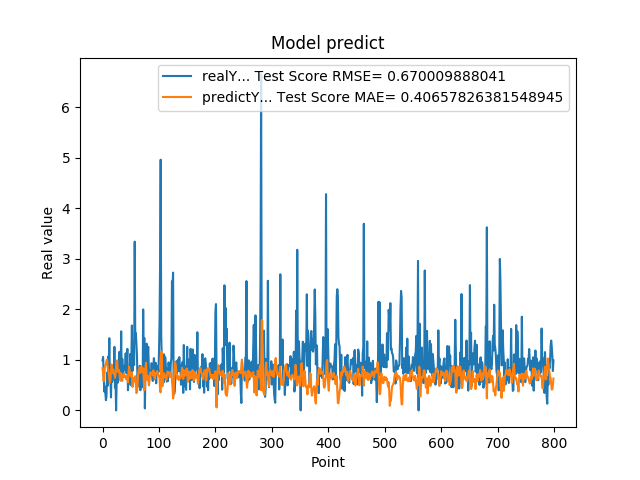 Model predict
realY... Test Score RMSE= 0.670009888041
predictY... Test Score MAE= 0.40657826381548945
6
5
4
3
2
1
0
Real value
0 100 200 300 400 500 600 700 800
Point